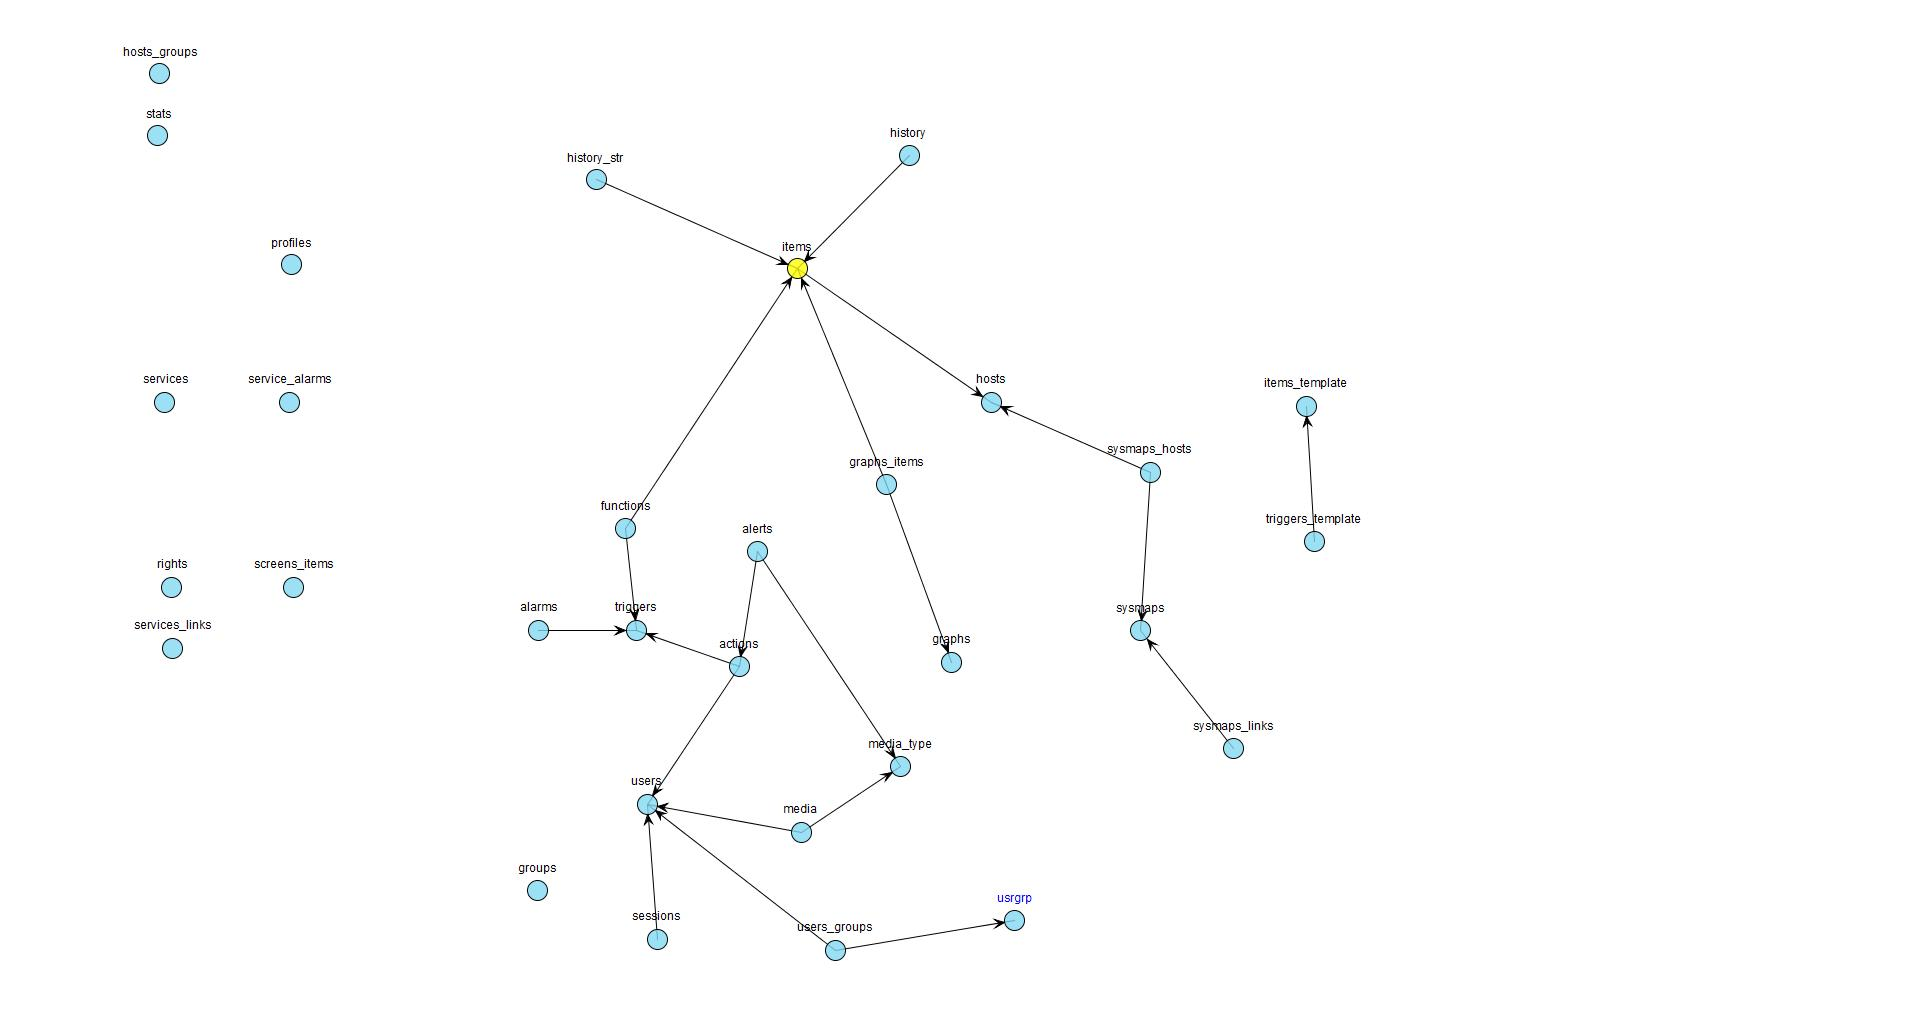 hosts_groups
stats
history
history_str
profiles
items
services
service_alarms
hosts
items_template
sysmaps_hosts
graphs_items
functions
triggers_template
alerts
rights
screens_items
alarms
triggers
sysmaps
services_links
actions
graphs
sysmaps_links
media_type
users
media
groups
usrgrp
sessions
users_groups